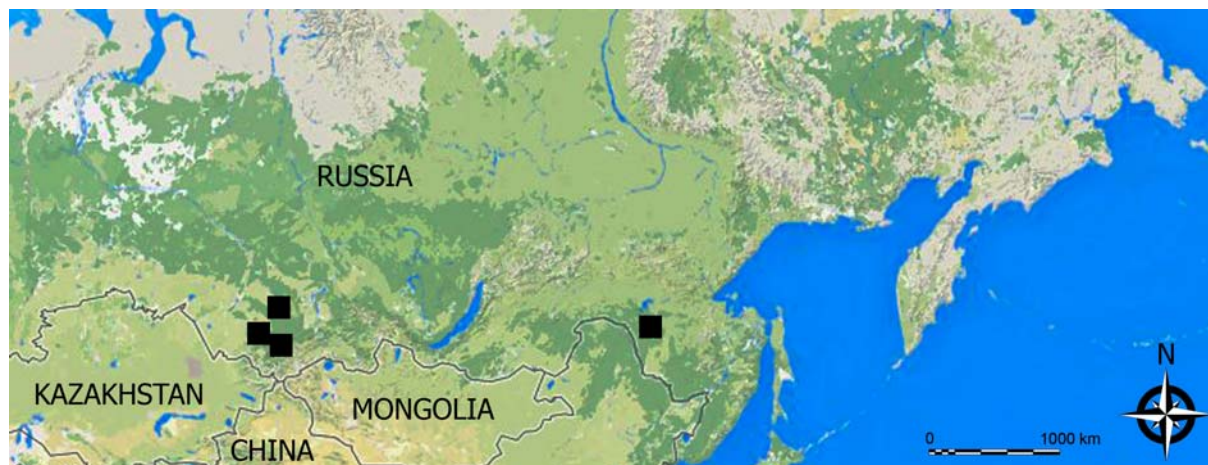 RUSSIA
KAZAKHSTAN
MONGOLIA
CHINA
N
0 1000 km